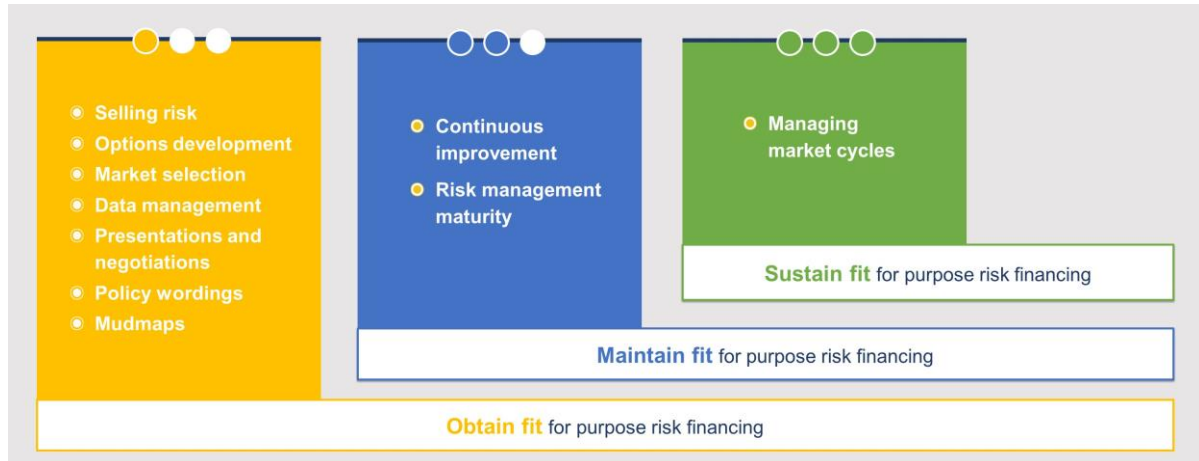 Selling risk
Options development
Market selection
Data management
Presentations and
negotiations
Policy wordings
Mudmaps
Continuous
improvement
Risk management
maturity
Managing
market cycles
Sustain fit for purpose risk financing
Maintain fit for purpose risk financing
Obtain fit for purpose risk financing